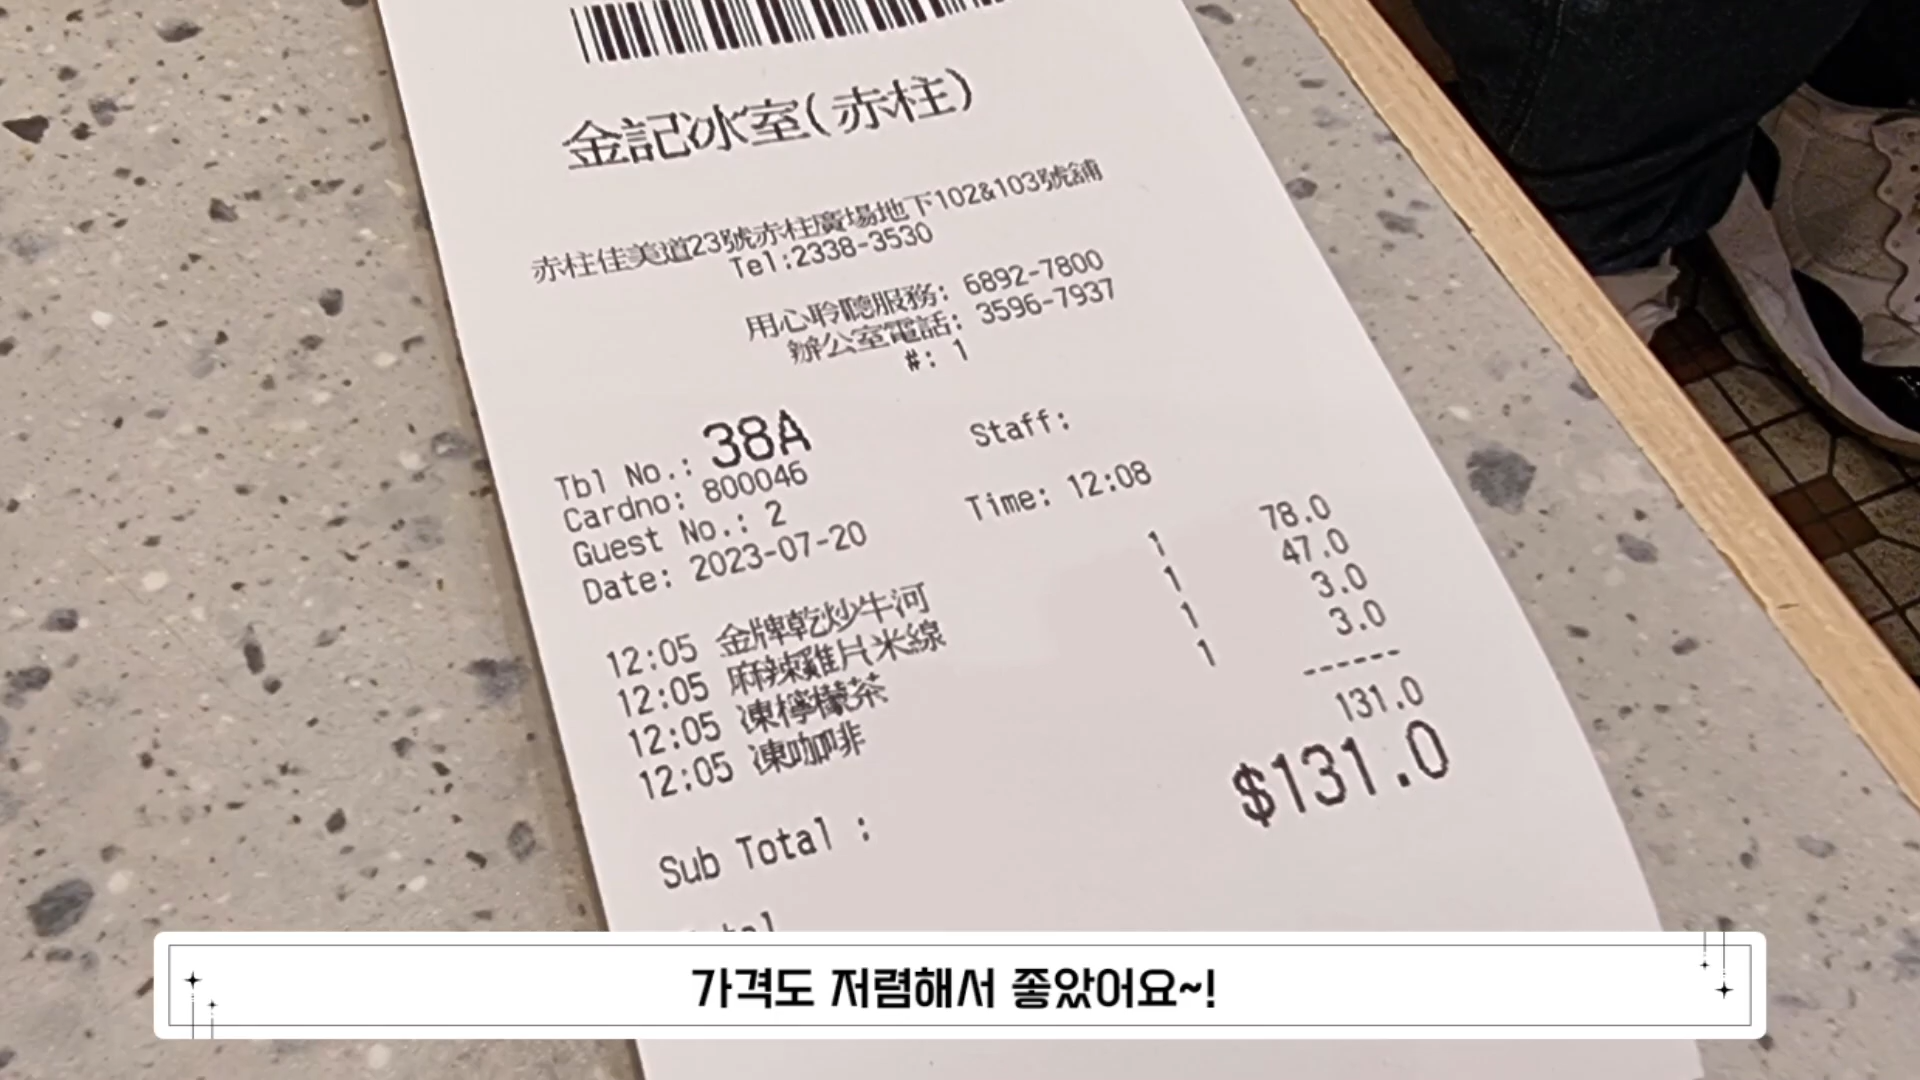 金記冰室(赤柱)
赤柱佳美道23號赤柱廣場地下102&103號舖
Tel:2338-3530
用心聆聽服務: 6892-7800
辦公室電話: 3596-7937
#: 1
Tbl No.: 38A Staff:
Cardno: 800046
Guest No.: 2 Time: 12:08
Date: 2023-07-20
12:05 金牌乾炒牛河 1 78.0
12:05 麻辣雞片米線 1 47.0
12:05 凍檸檬茶 1 3.0
12:05 凍咖啡 1 3.0
------
Sub Total : 131.0
$131.0
가격도 저렴해서 좋았어요~!